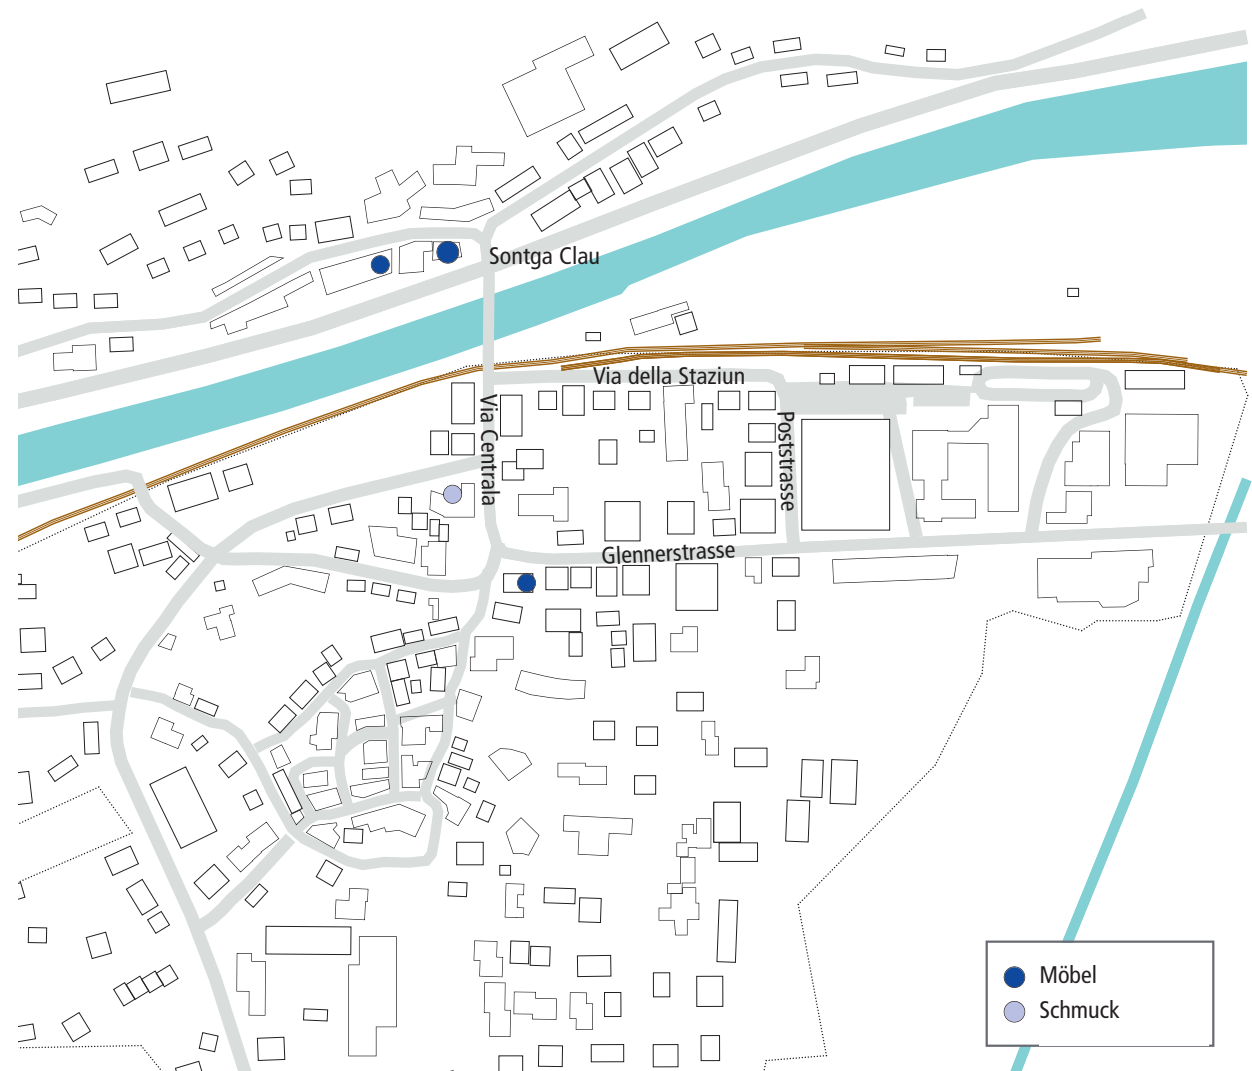 Sontga Clau
Via della Staziun
Via Centrala
Poststrasse
Glennerstrasse
Möbel
Schmuck